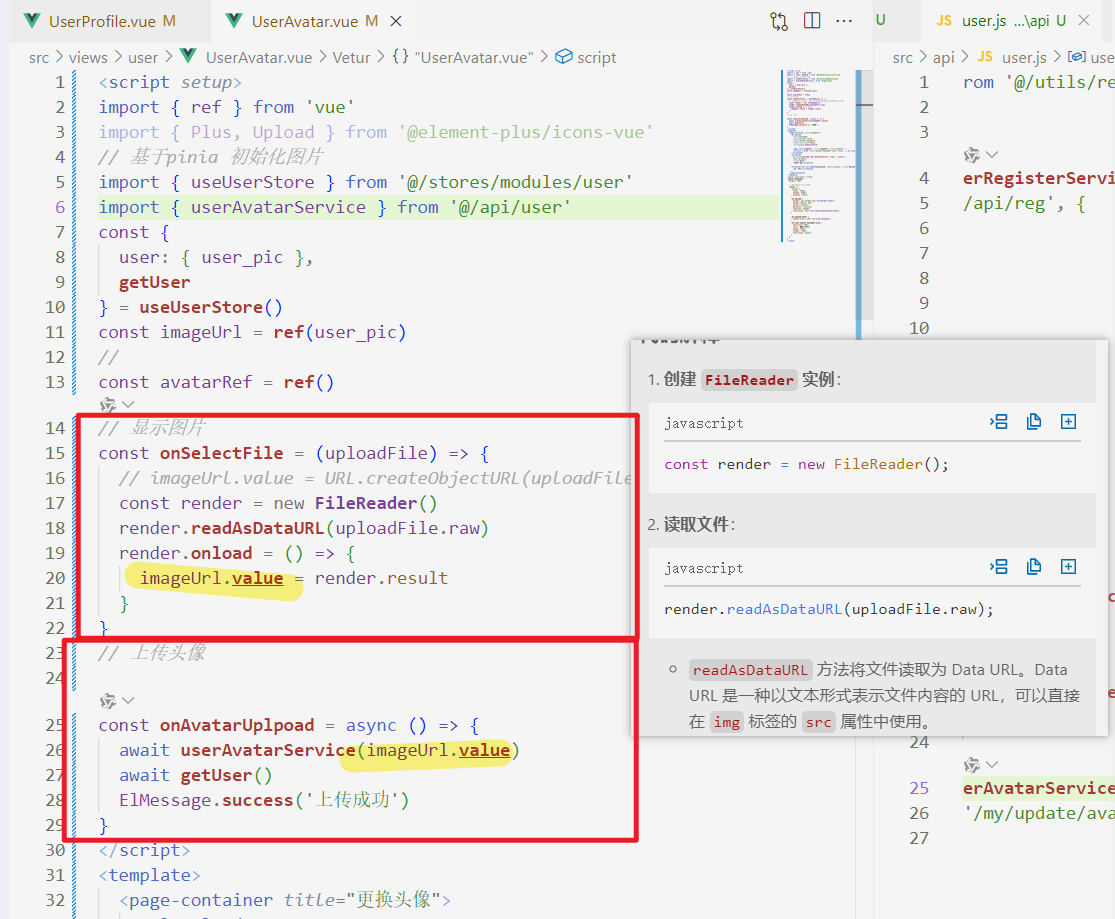 UserProfile.vue M
UserAvatar.vue M
src > views > user > UserAvatar.vue > Vetur > {} "UserAvatar.vue" > script
1 <script setup>
2 import { ref } from 'vue'
3 import { Plus, Upload } from '@element-plus/icons-vue'
4 // 基于pinia 初始化图片
5 import { useUserStore } from '@/stores/modules/user'
6 import { userAvatarService } from '@/api/user'
7 const {
8 user: { user_pic },
9 getUser
10 } = useUserStore()
11 const imageUrl = ref(user_pic)
12 //
13 const avatarRef = ref()
14 // 显示图片
15 const onSelectFile = (uploadFile) => {
16 // imageUrl.value = URL.createObjectURL(uploadFile
17 const render = new FileReader()
18 render.readAsDataURL(uploadFile.raw)
19 render.onload = () => {
20 imageUrl.value = render.result
21 }
22 }
23 // 上传头像
24
25 const onAvatarUplpoad = async () => {
26 await userAvatarService(imageUrl.value)
27 await getUser()
28 ElMessage.success('上传成功')
29 }
30 </script>
31 <template>
32 <page-container title="更换头像">
U
JS user.js ...\api U
src > api > JS user.js > use
1 rom '@/utils/re
2
3
4 erRegisterServi
5 /api/reg', {
6
7
8
9
10
1. 创建 FileReader 实例:
javascript
const render = new FileReader();
2. 读取文件:
javascript
render.readAsDataURL(uploadFile.raw);
readAsDataURL 方法将文件读取为 Data URL。Data
URL 是一种以文本形式表示文件内容的 URL，可以直接
在 img 标签的 src 属性中使用。
24
25 erAvatarService
26 '/my/update/ava
27